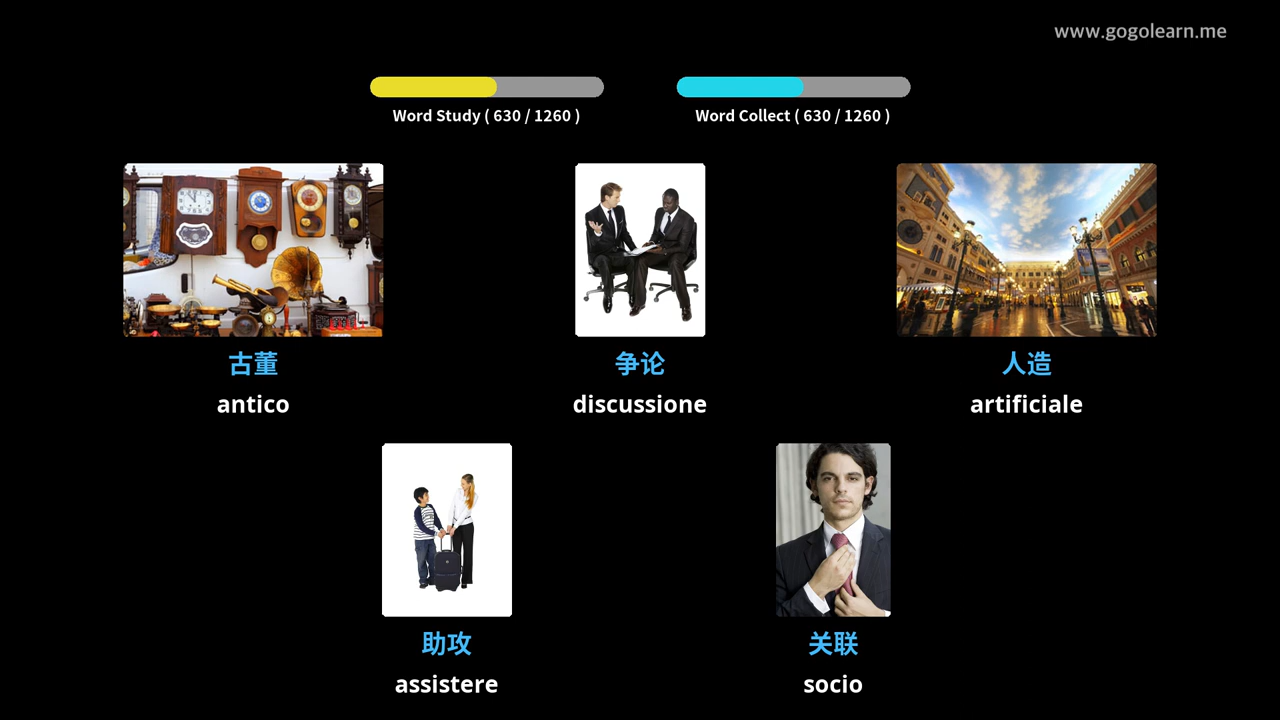 www.gogolearn.me
Word Study ( 630 / 1260 )
Word Collect ( 630 / 1260 )
古董
antico
争论
discussione
人造
artificiale
助攻
assistere
关联
socio